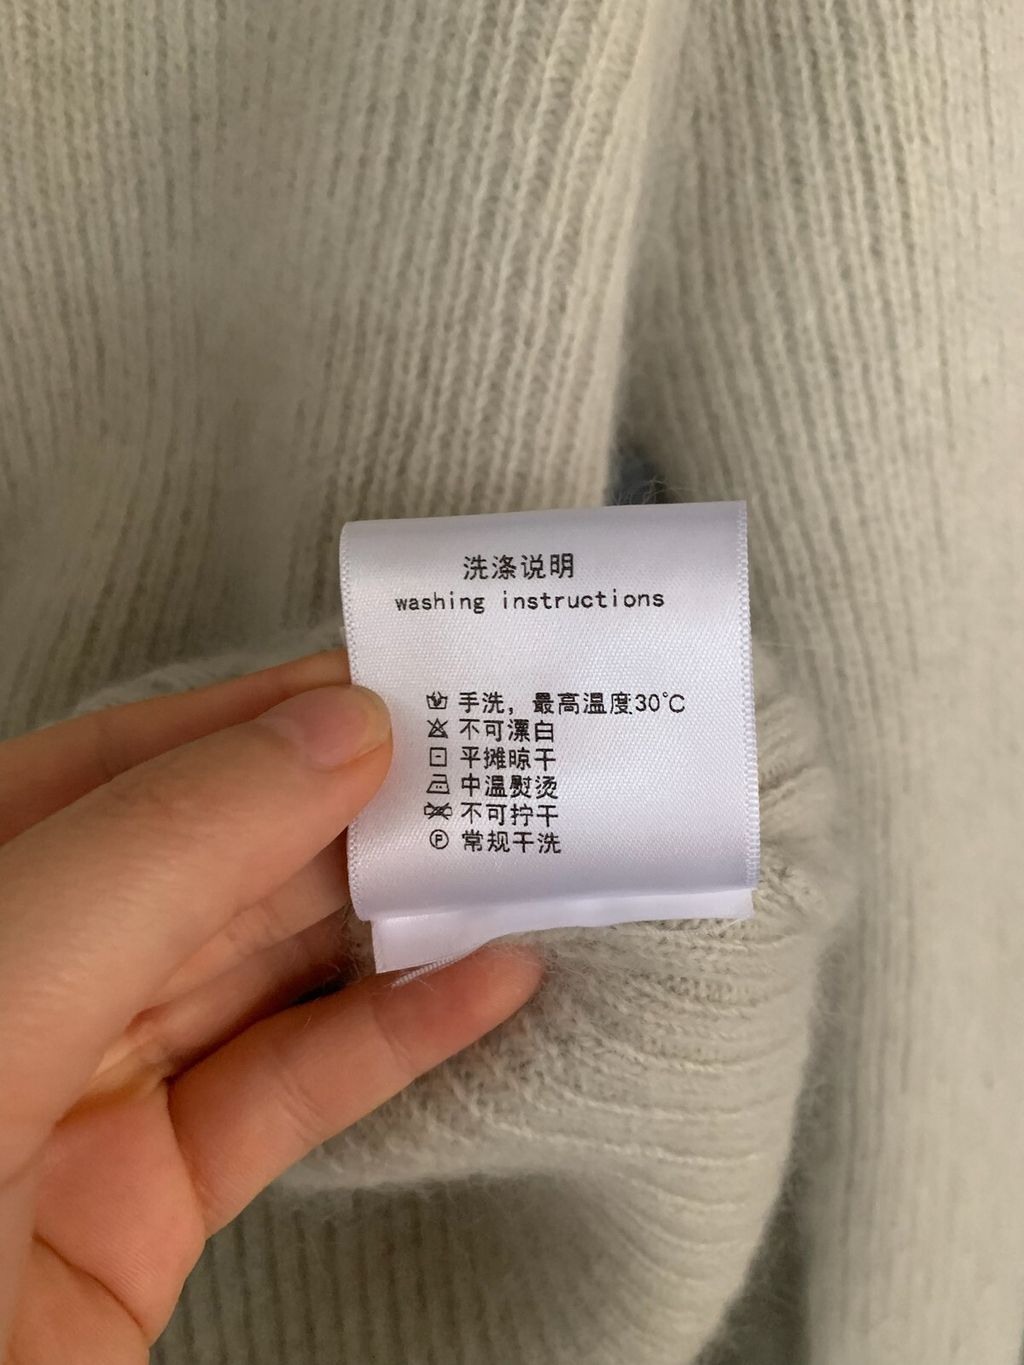 洗涤说明
washing instructions
手洗，最高温度30℃
不可漂白
平摊晾干
中温熨烫
不可拧干
P 常规干洗